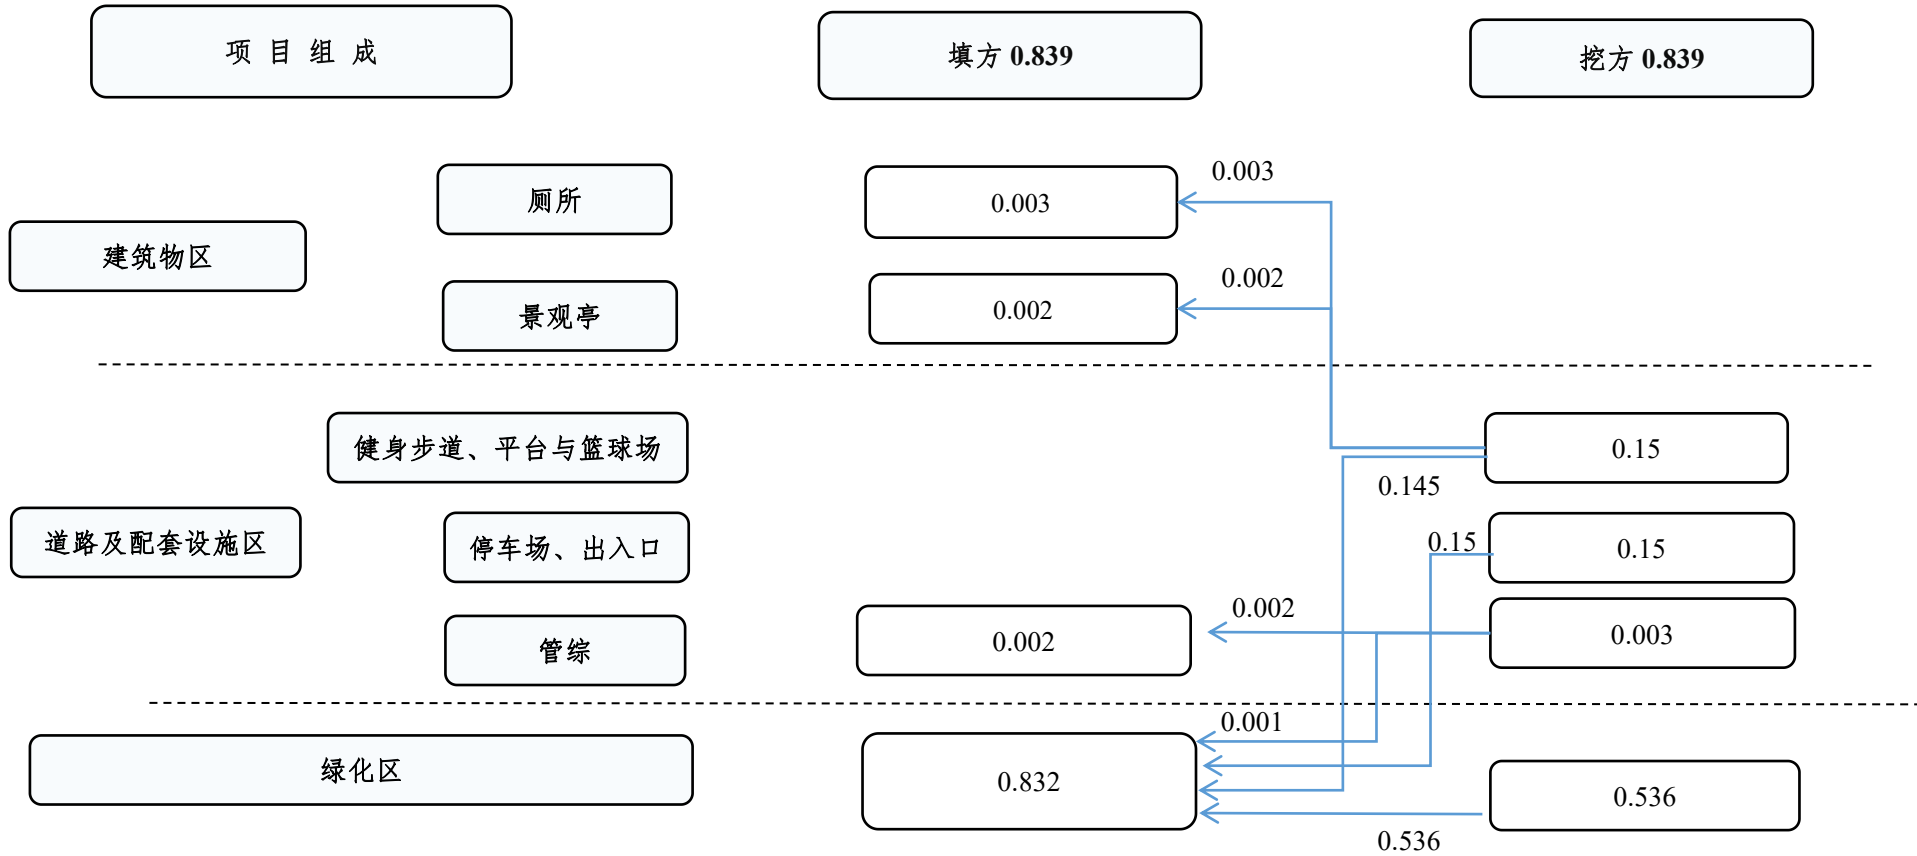 项 目 组 成
填方 0.839
挖方 0.839
厕所
0.003
0.003
建筑物区
景观亭
0.002
0.002
健身步道、平台与篮球场
0.15
0.145
道路及配套设施区
停车场、出入口
0.15
0.15
管综
0.002
0.002
0.003
绿化区
0.832
0.001
0.536
0.536